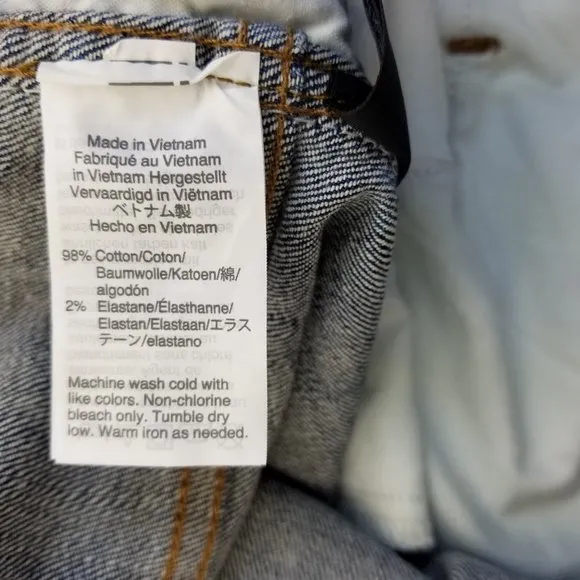 Made in Vietnam
Fabriqué au Vietnam
in Vietnam Hergestellt
Vervaardigd in Viëtnam
ベトナム製
Hecho en Vietnam
98% Cotton/Coton/
Baumwolle/Katoen/綿/
algodón
2% Elastane/Élasthanne/
Elastan/Elastaan/エラス
テーン/elastano
Machine wash cold with
like colors. Non-chlorine
bleach only. Tumble dry
low. Warm iron as needed.